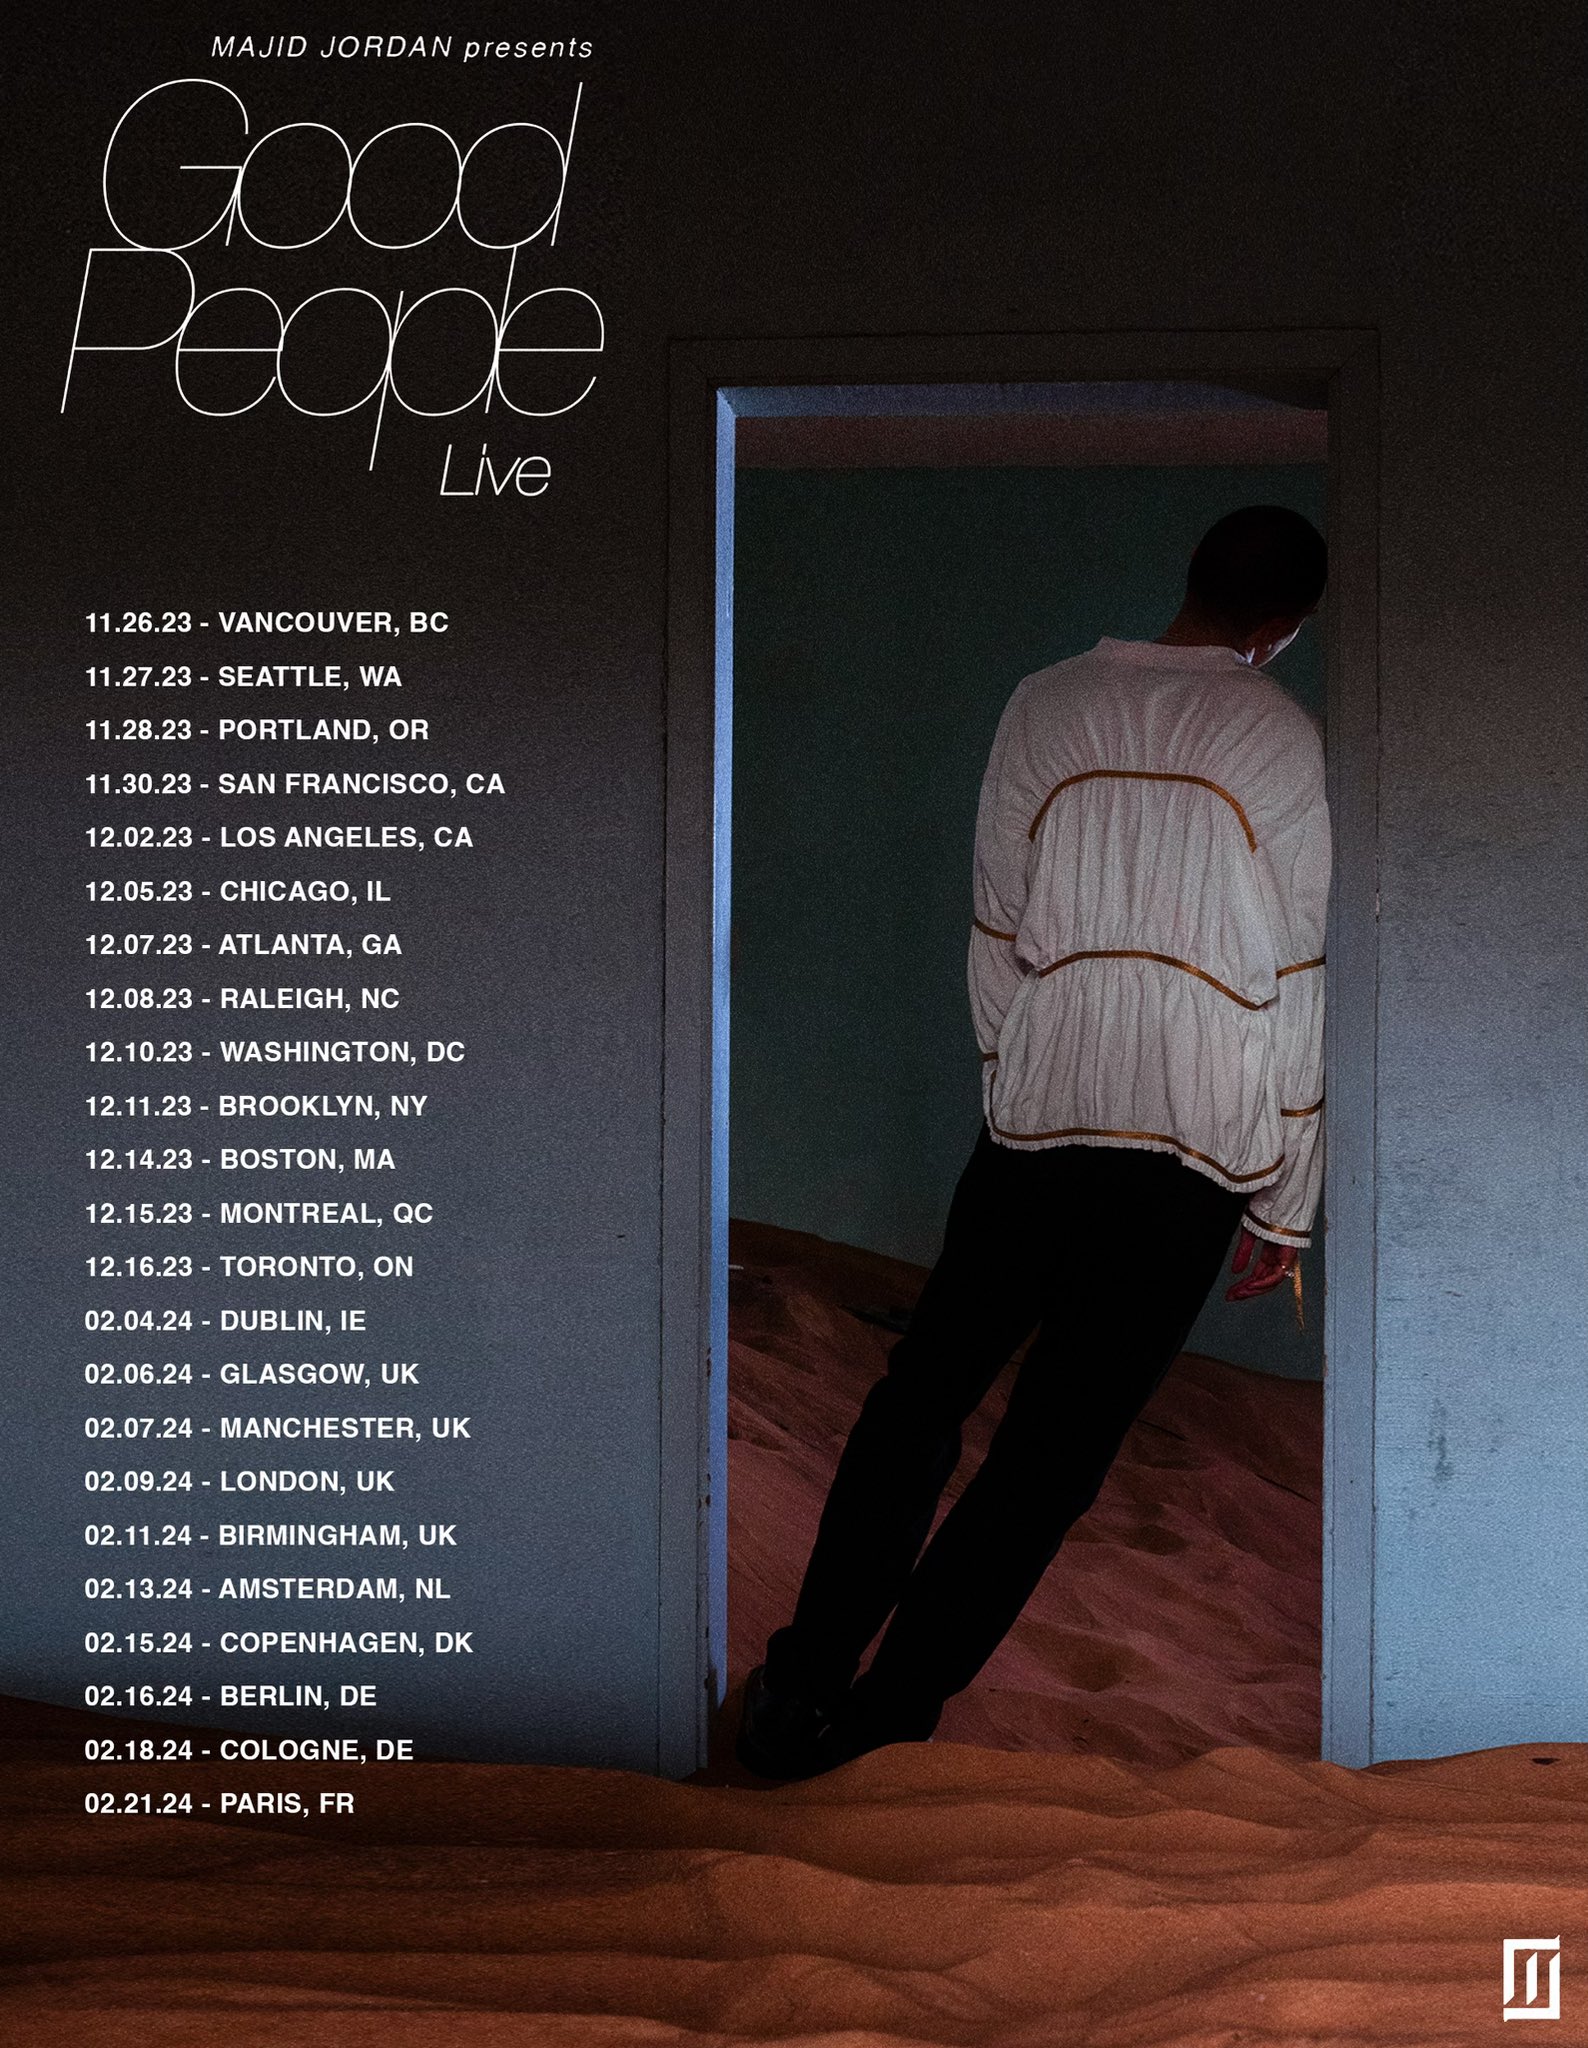 MAJID JORDAN presents
Good
People
Live
11.26.23 - VANCOUVER, BC
11.27.23 - SEATTLE, WA
11.28.23 - PORTLAND, OR
11.30.23 - SAN FRANCISCO, CA
12.02.23 - LOS ANGELES, CA
12.05.23 - CHICAGO, IL
12.07.23 - ATLANTA, GA
12.08.23 - RALEIGH, NC
12.10.23 - WASHINGTON, DC
12.11.23 - BROOKLYN, NY
12.14.23 - BOSTON, MA
12.15.23 - MONTREAL, QC
12.16.23 - TORONTO, ON
02.04.24 - DUBLIN, IE
02.06.24 - GLASGOW, UK
02.07.24 - MANCHESTER, UK
02.09.24 - LONDON, UK
02.11.24 - BIRMINGHAM, UK
02.13.24 - AMSTERDAM, NL
02.15.24 - COPENHAGEN, DK
02.16.24 - BERLIN, DE
02.18.24 - COLOGNE, DE
02.21.24 - PARIS, FR